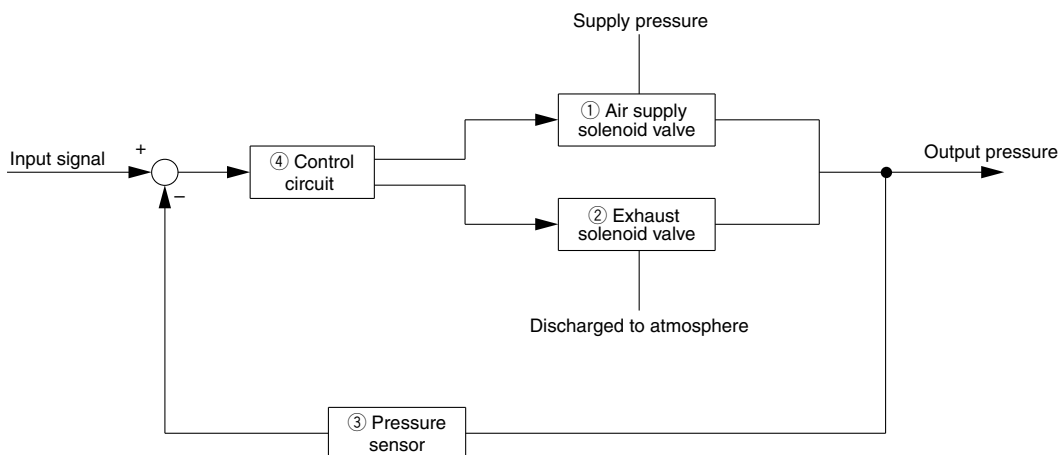 Supply pressure
① Air supply
solenoid valve
+
Input signal
④ Control
circuit
Output pressure
−
② Exhaust
solenoid valve
Discharged to atmosphere
③ Pressure
sensor